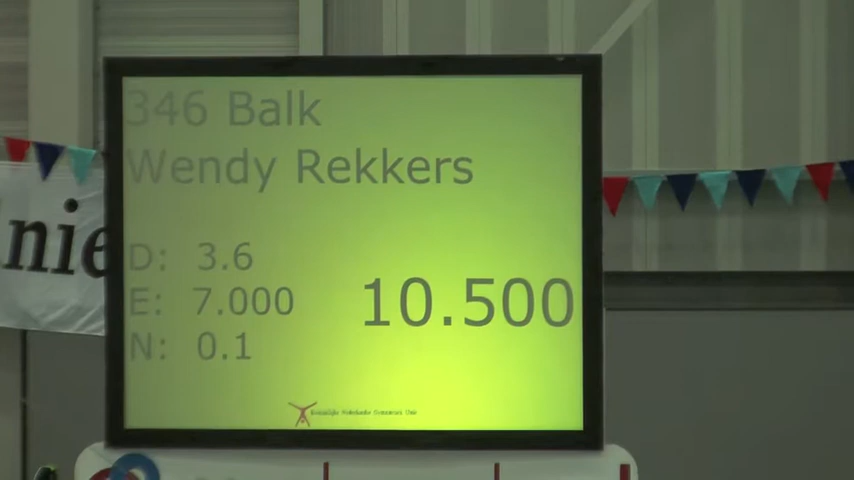 346 Balk
Wendy Rekkers
D: 3.6
E: 7.000
N: 0.1
10.500
nie